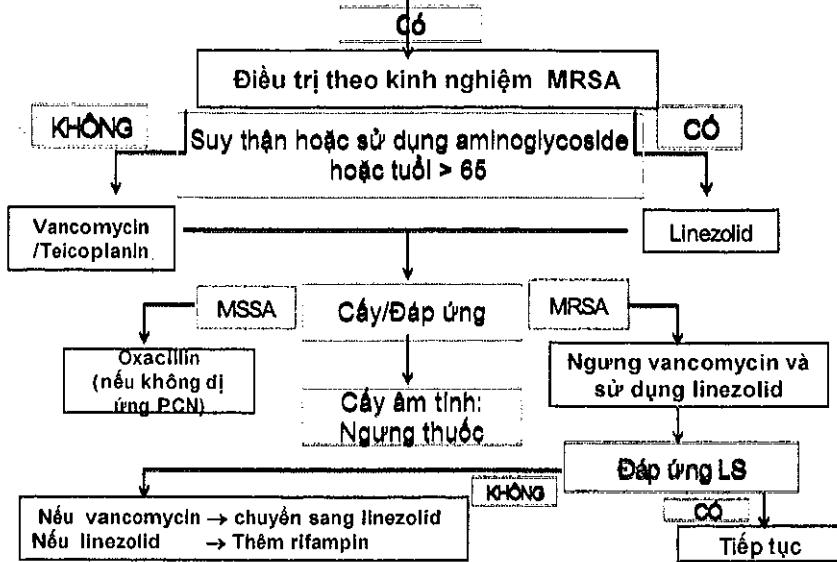 Có
Điều trị theo kinh nghiệm MRSA
KHÔNG
Suy thận hoặc sử dụng aminoglycoside
hoặc tuổi > 65
CÓ
Vancomycin
/Teicoplanin
Linezolid
MSSA
Cấy/Đáp ứng
MRSA
Oxacillin
(nếu không dị
ứng PCN)
Cấy âm tính:
Ngưng thuốc
Ngưng vancomycin và
sử dụng linezolid
Đáp ứng LS
KHÔNG
CÓ
Nếu vancomycin → chuyển sang linezolid
Nếu linezolid → Thêm rifampin
Tiếp tục